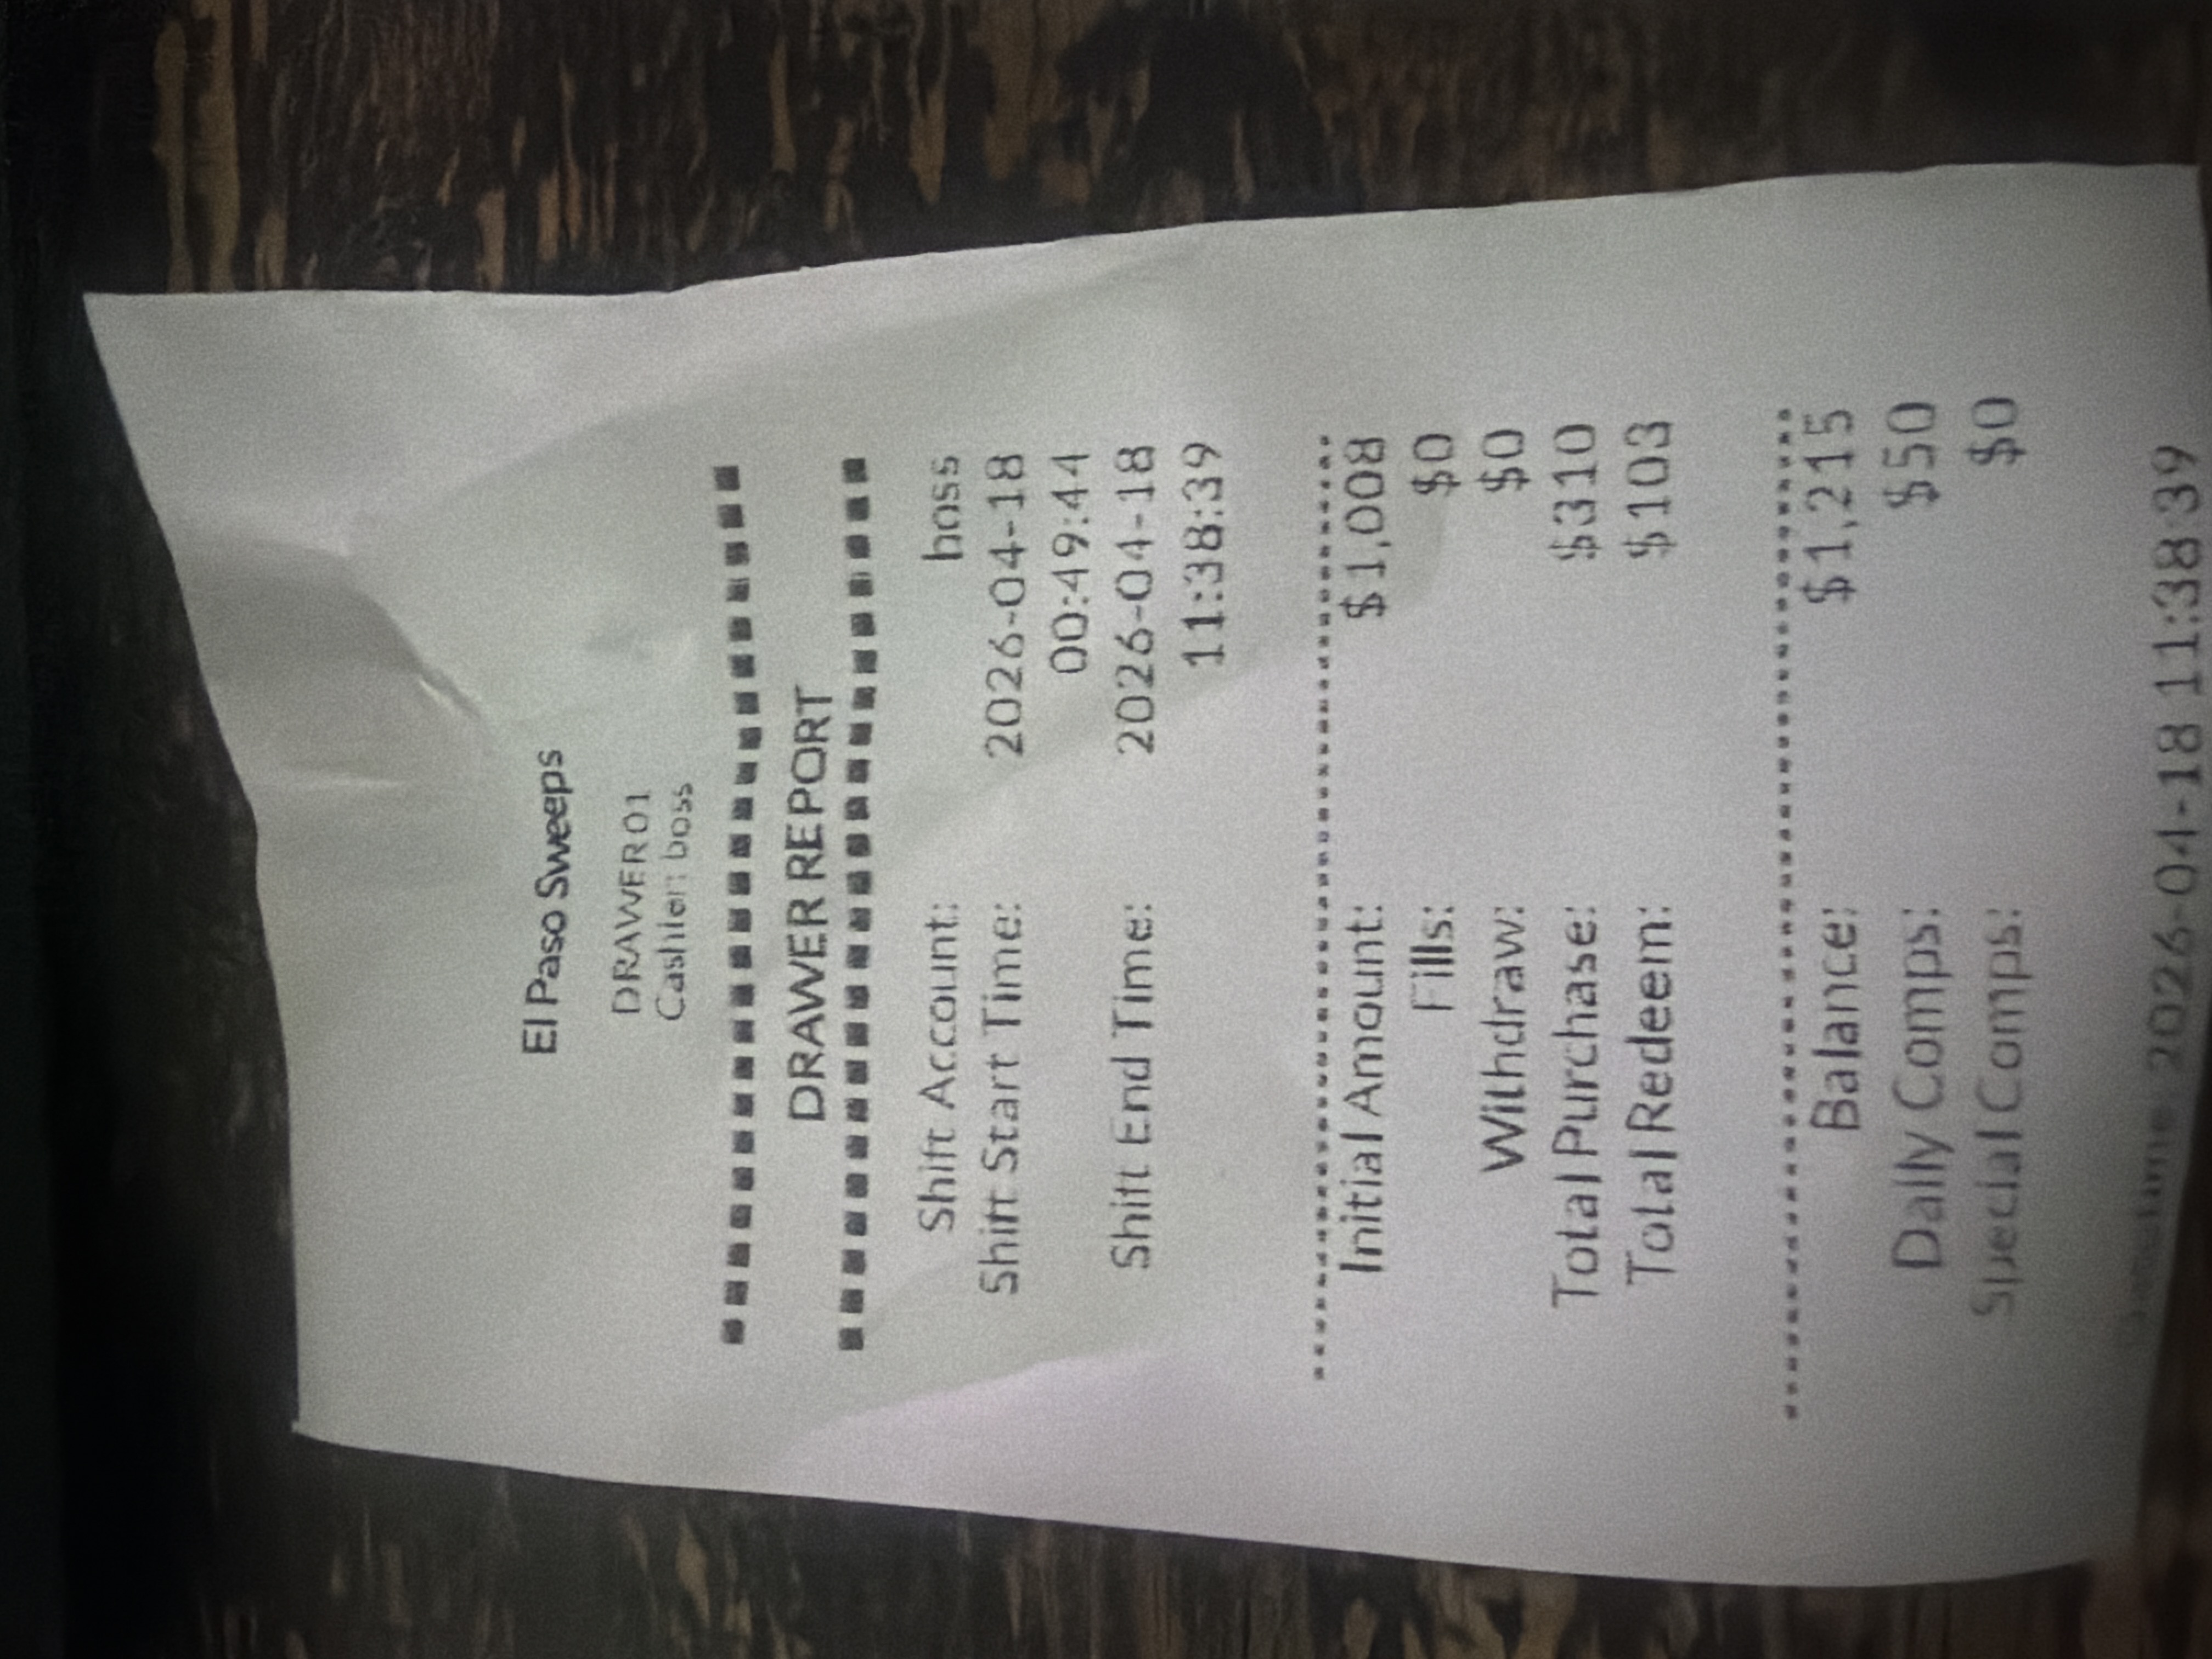 El Paso Sweeps
DRAWER01
Cashier: boss
DRAWER REPORT
Shift Account: boss
Shift Start Time: 2026-04-18
00:49:44
Shift End Time: 2026-04-18
11:38:39
Initial Amount: $1,008
Fills: $0
Withdraw: $0
Total Purchase: $310
Total Redeem: $103
Balance: $1,215
Daily Comps: $50
Special Comps: $0
2026-04-18 11:38:39